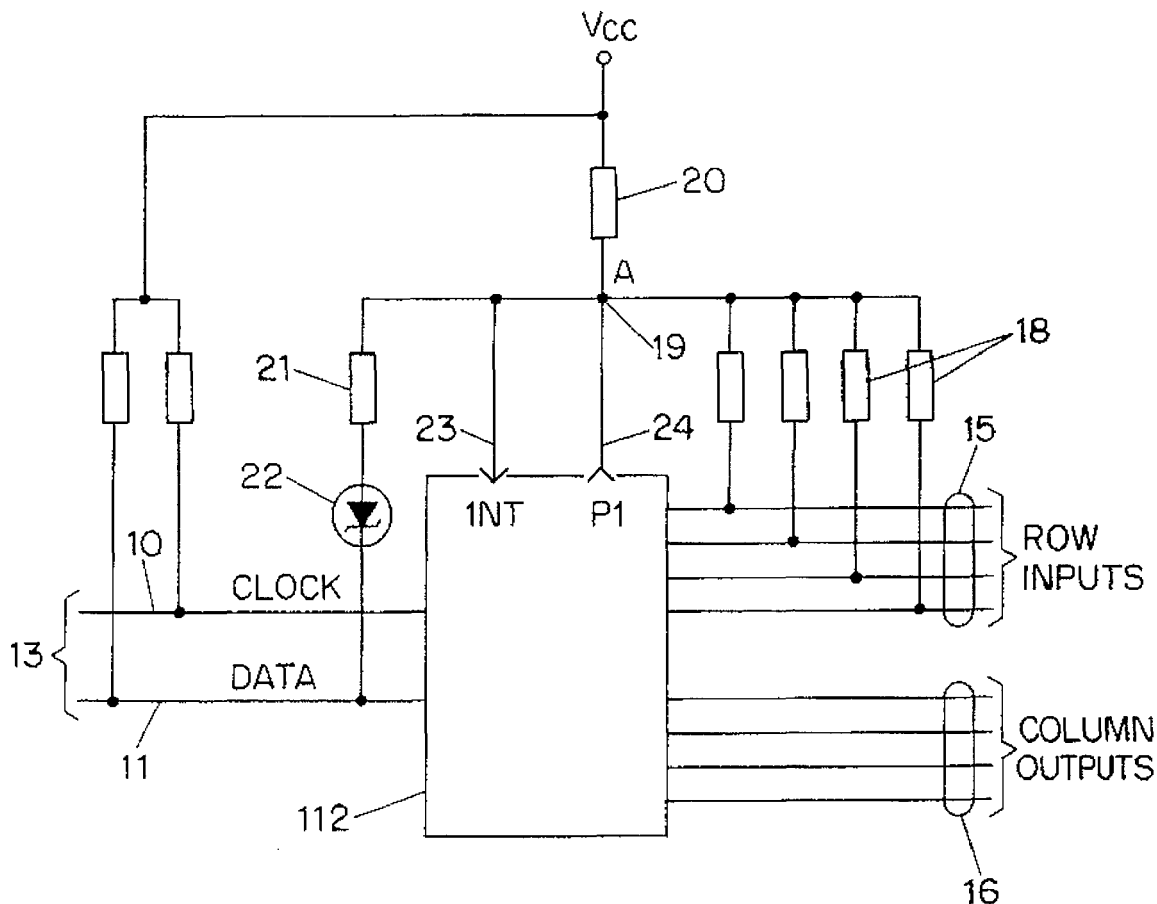 VCC
20
A
19
18
21
23
24
15
22
1NT
P1
10
CLOCK
ROW
INPUTS
13
DATA
11
COLUMN
OUTPUTS
112
16